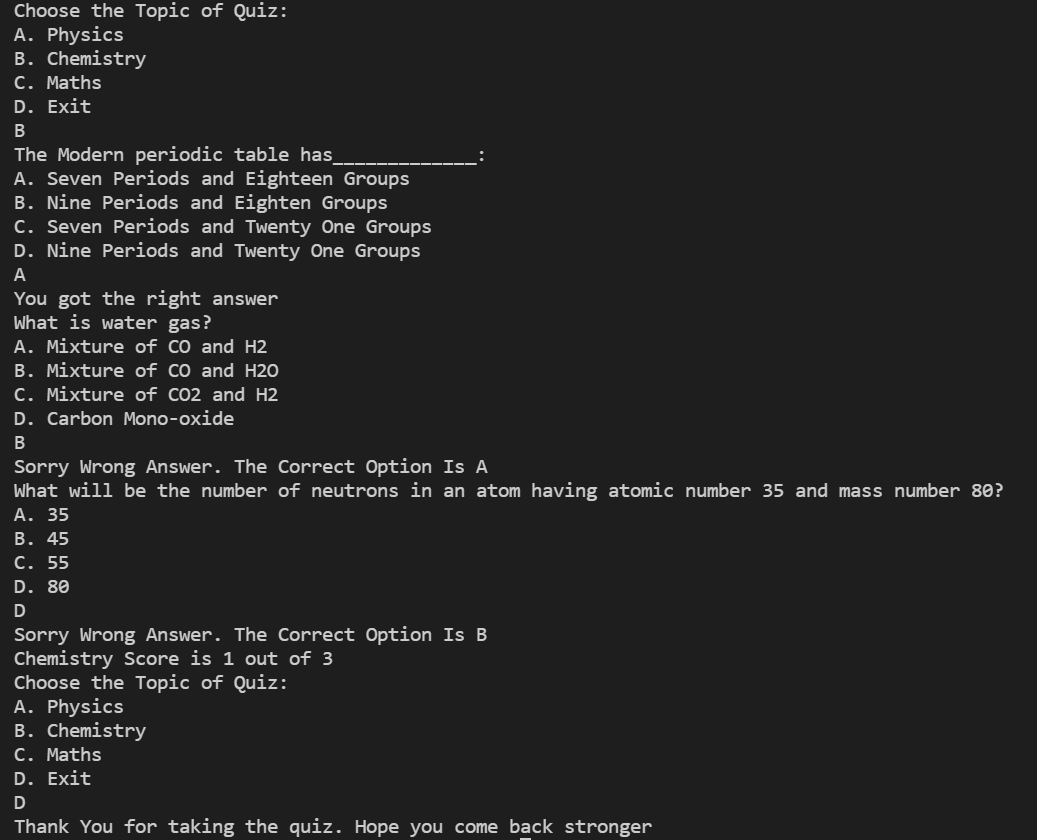 Choose the Topic of Quiz:
A. Physics
B. Chemistry
C. Maths
D. Exit
B
The Modern periodic table has_____________:
A. Seven Periods and Eighteen Groups
B. Nine Periods and Eighten Groups
C. Seven Periods and Twenty One Groups
D. Nine Periods and Twenty One Groups
A
You got the right answer
What is water gas?
A. Mixture of CO and H2
B. Mixture of CO and H2O
C. Mixture of CO2 and H2
D. Carbon Mono-oxide
B
Sorry Wrong Answer. The Correct Option Is A
What will be the number of neutrons in an atom having atomic number 35 and mass number 80?
A. 35
B. 45
C. 55
D. 80
D
Sorry Wrong Answer. The Correct Option Is B
Chemistry Score is 1 out of 3
Choose the Topic of Quiz:
A. Physics
B. Chemistry
C. Maths
D. Exit
D
Thank You for taking the quiz. Hope you come back stronger